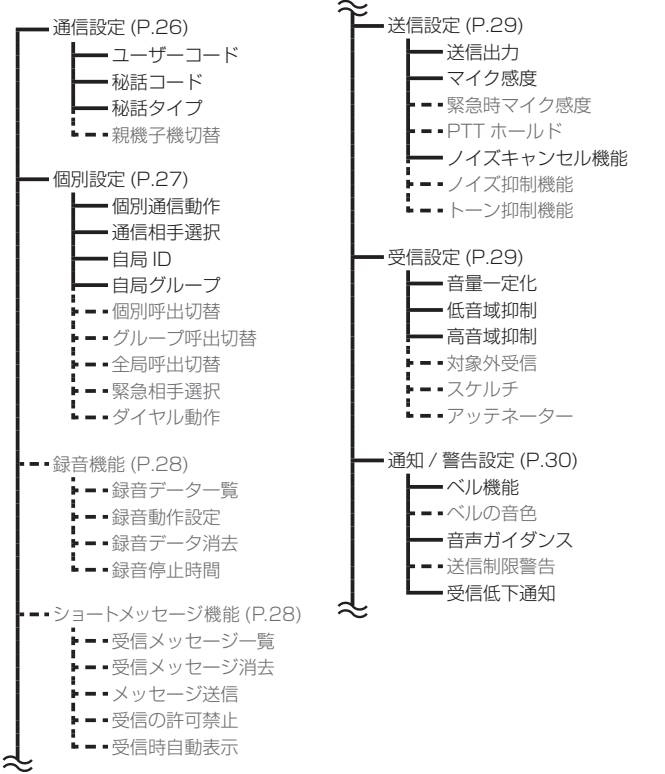 通信設定 (P.26)
ユーザーコード
秘話コード
秘話タイプ
親機子機切替
個別設定 (P.27)
個別通信動作
通信相手選択
自局 ID
自局グループ
個別呼出切替
グループ呼出切替
全局呼出切替
緊急相手選択
ダイヤル動作
録音機能 (P.28)
録音データ一覧
録音動作設定
録音データ消去
録音停止時間
ショートメッセージ機能 (P.28)
受信メッセージ一覧
受信メッセージ消去
メッセージ送信
受信の許可禁止
受信時自動表示
送信設定 (P.29)
送信出力
マイク感度
緊急時マイク感度
PTT ホールド
ノイズキャンセル機能
ノイズ抑制機能
トーン抑制機能
受信設定 (P.29)
音量一定化
低音域抑制
高音域抑制
対象外受信
スケルチ
アッテネーター
通知 / 警告設定 (P.30)
ベル機能
ベルの音色
音声ガイダンス
送信制限警告
受信低下通知